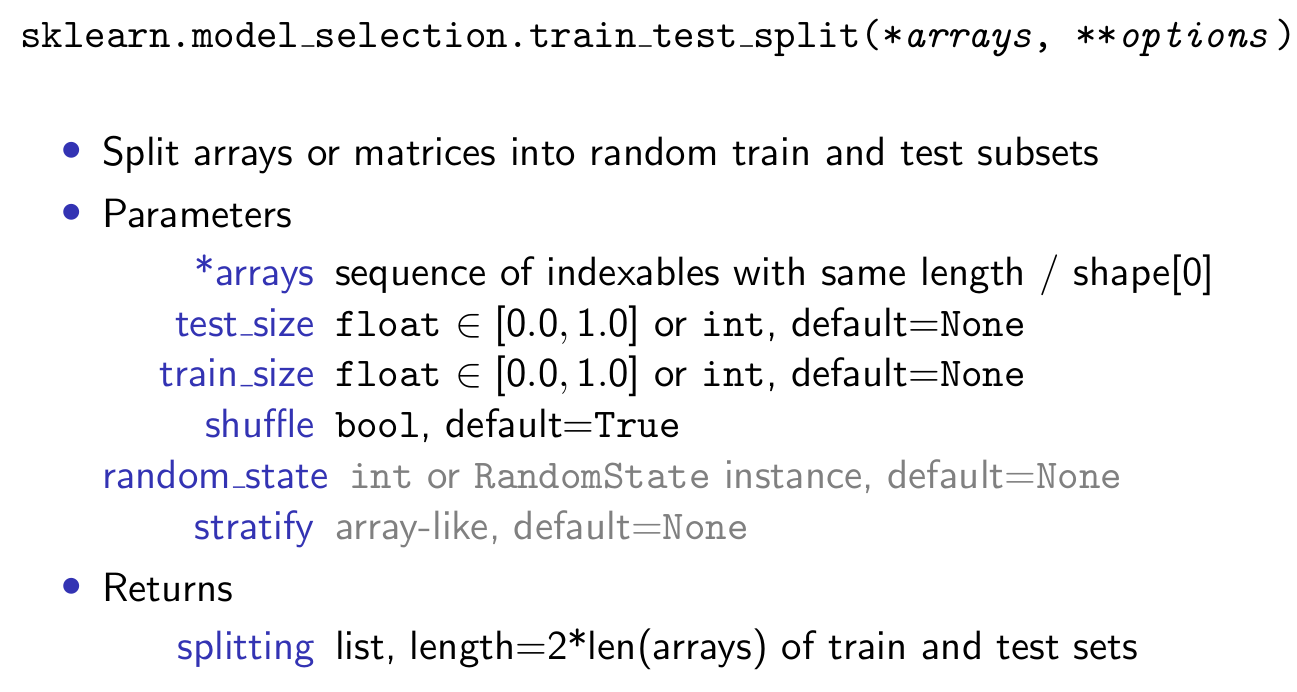 sklearn.model_selection.train_test_split(*arrays, **options)
• Split arrays or matrices into random train and test subsets
• Parameters
*arrays sequence of indexables with same length / shape[0]
test_size float ∈ [0.0, 1.0] or int, default=None
train_size float ∈ [0.0, 1.0] or int, default=None
shuffle bool, default=True
random_state int or RandomState instance, default=None
stratify array-like, default=None
• Returns
splitting list, length=2*len(arrays) of train and test sets